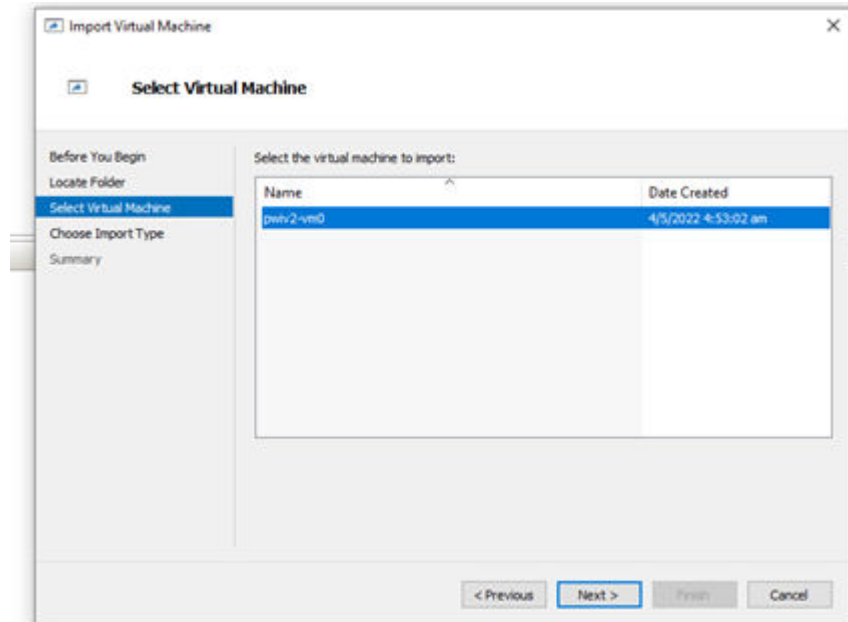 Import Virtual Machine
Select Virtual Machine
Before You Begin
Locate Folder
Select Virtual Machine
Choose Import Type
Summary
Select the virtual machine to import:
Name Date Created
pwiv2-vm0 4/5/2022 4:53:02 am
< Previous Next > Finish Cancel